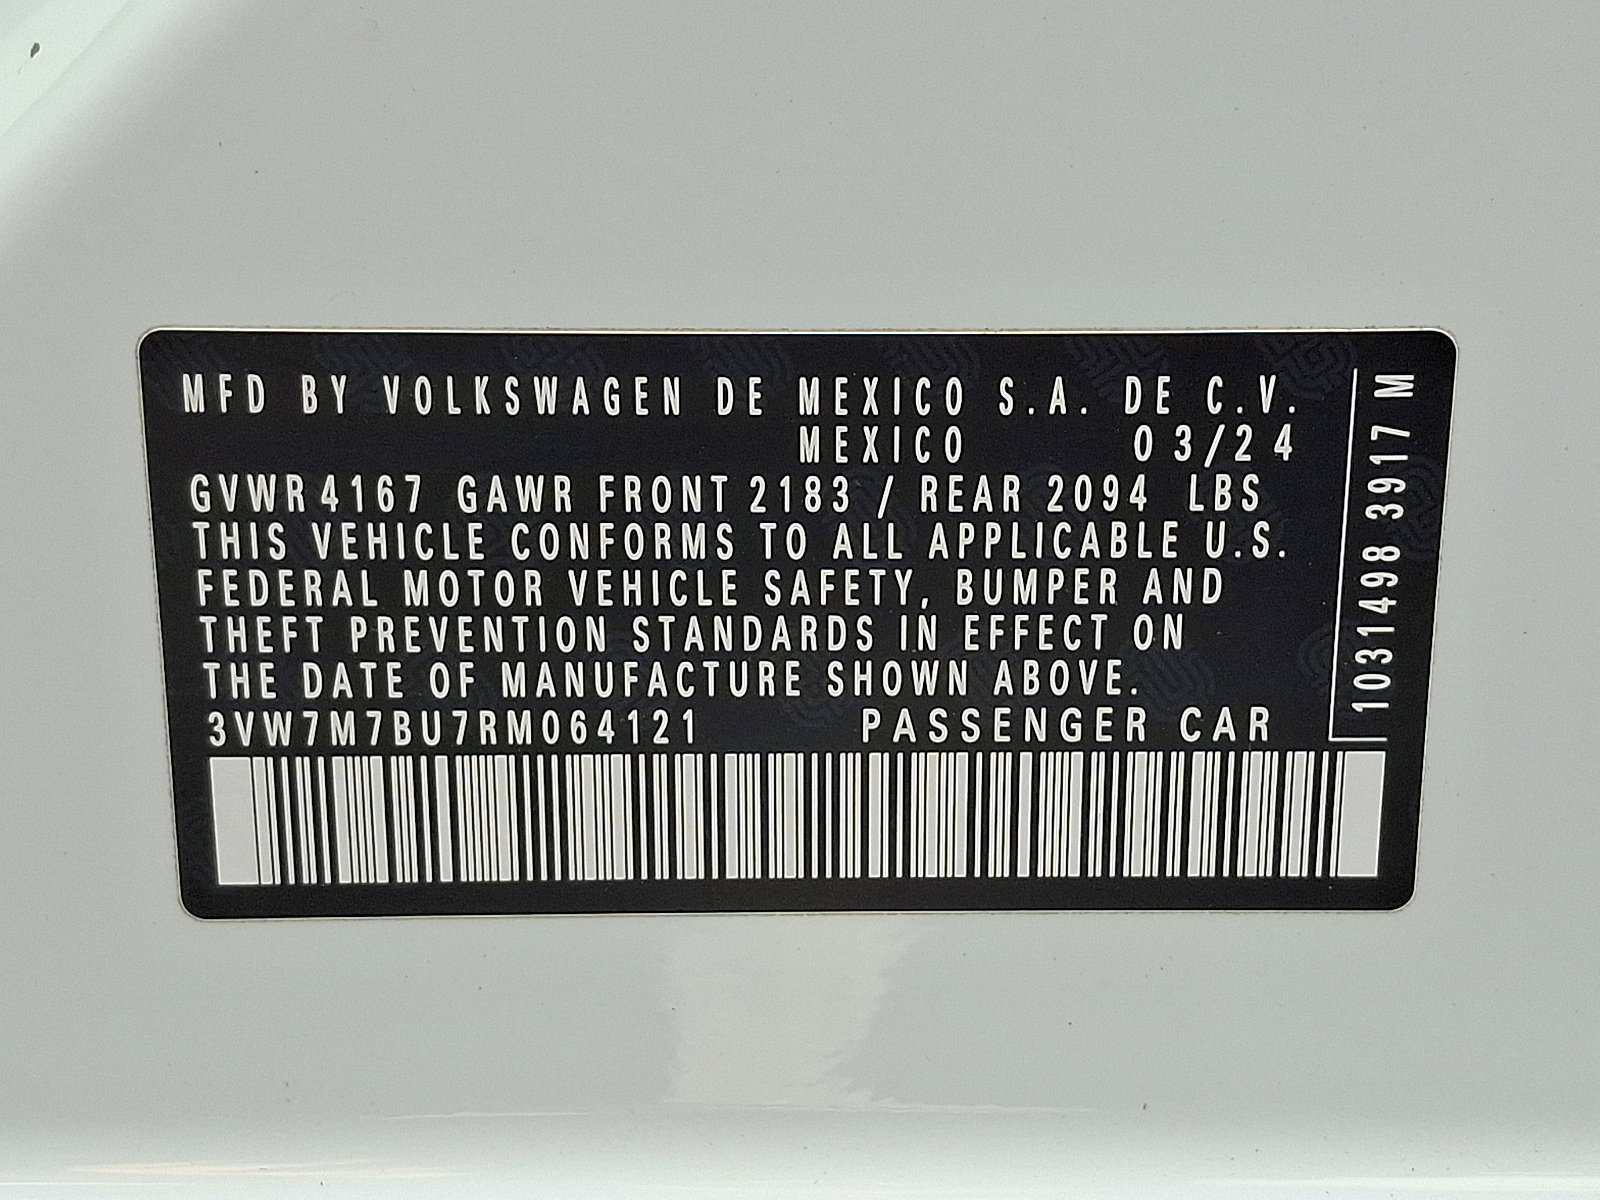 MFD BY VOLKSWAGEN DE MEXICO S.A. DE C.V.
MEXICO 03/24
GVWR 4167 GAWR FRONT 2183 / REAR 2094 LBS
THIS VEHICLE CONFORMS TO ALL APPLICABLE U.S.
FEDERAL MOTOR VEHICLE SAFETY, BUMPER AND
THEFT PREVENTION STANDARDS IN EFFECT ON
THE DATE OF MANUFACTURE SHOWN ABOVE.
3VW7M7BU7RM064121 PASSENGER CAR
1031498 3917 M